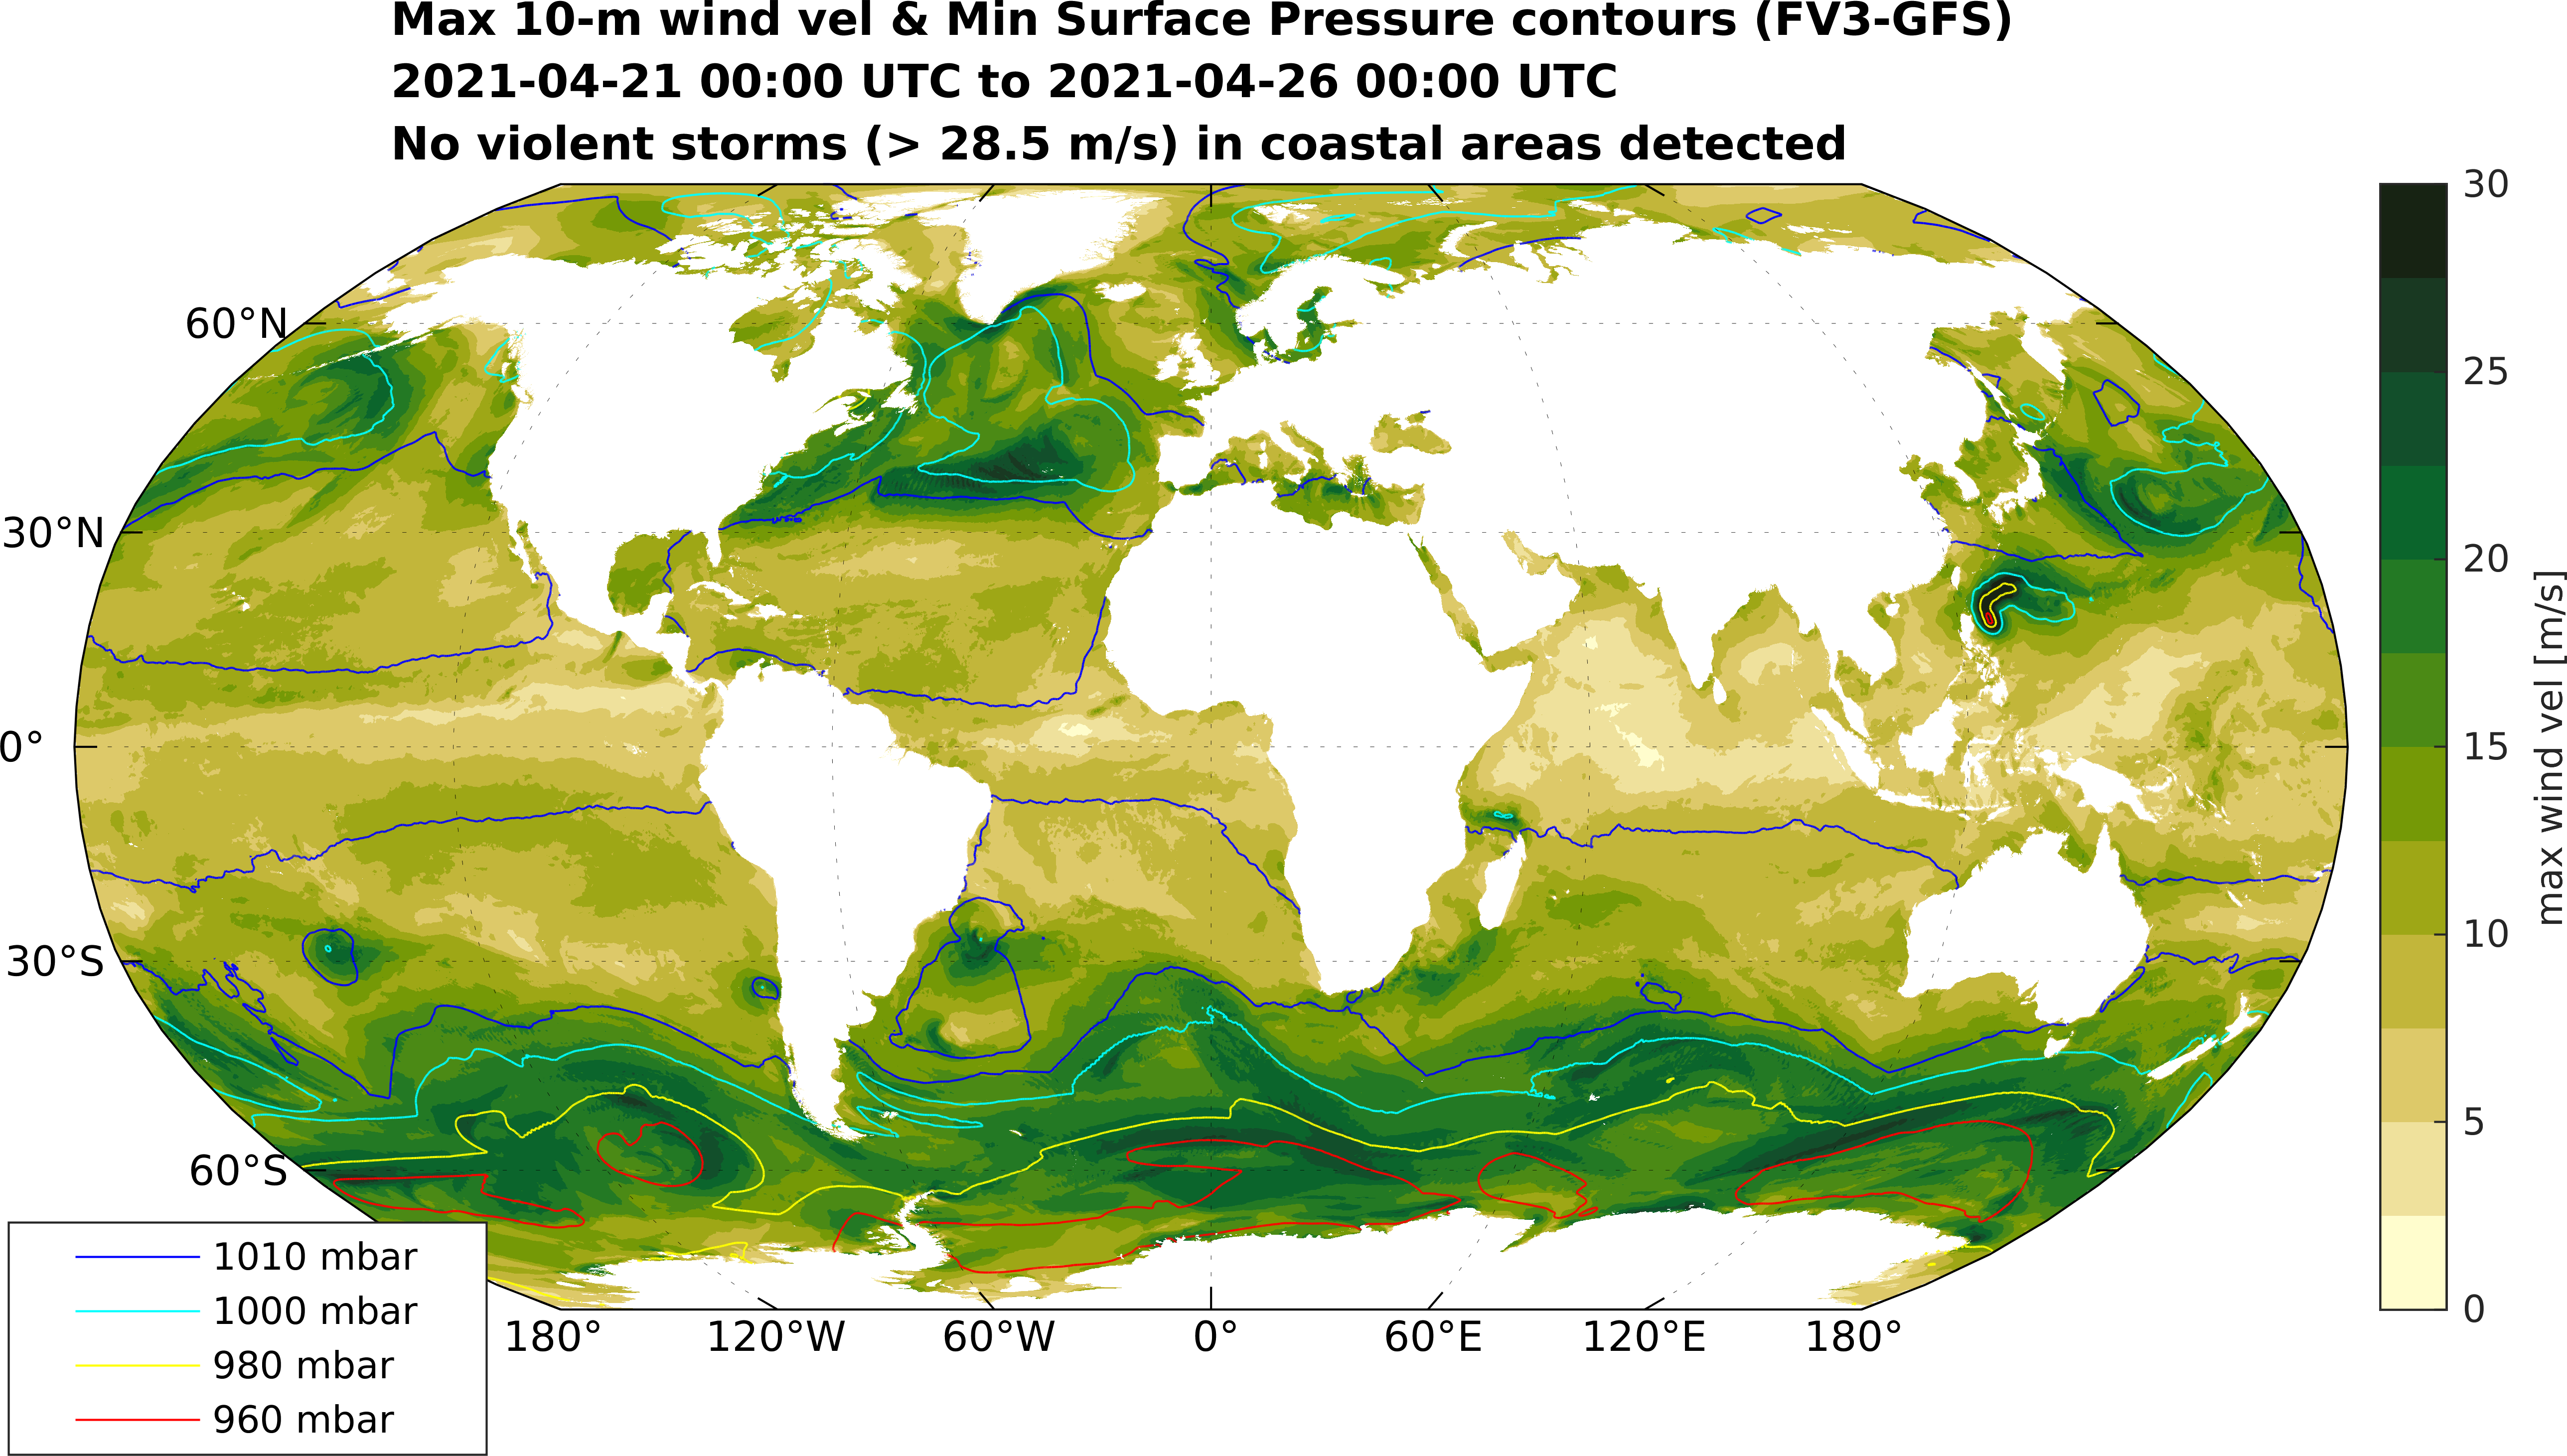 Max 10-m wind vel & Min Surface Pressure contours (FV3-GFS)
2021-04-21 00:00 UTC to 2021-04-26 00:00 UTC
No violent storms (> 28.5 m/s) in coastal areas detected
60°N
30°N
0°
30°S
60°S
180°
120°W
60°W
0°
60°E
120°E
180°
1010 mbar
1000 mbar
980 mbar
960 mbar
30
25
20
15
10
5
0
max wind vel [m/s]